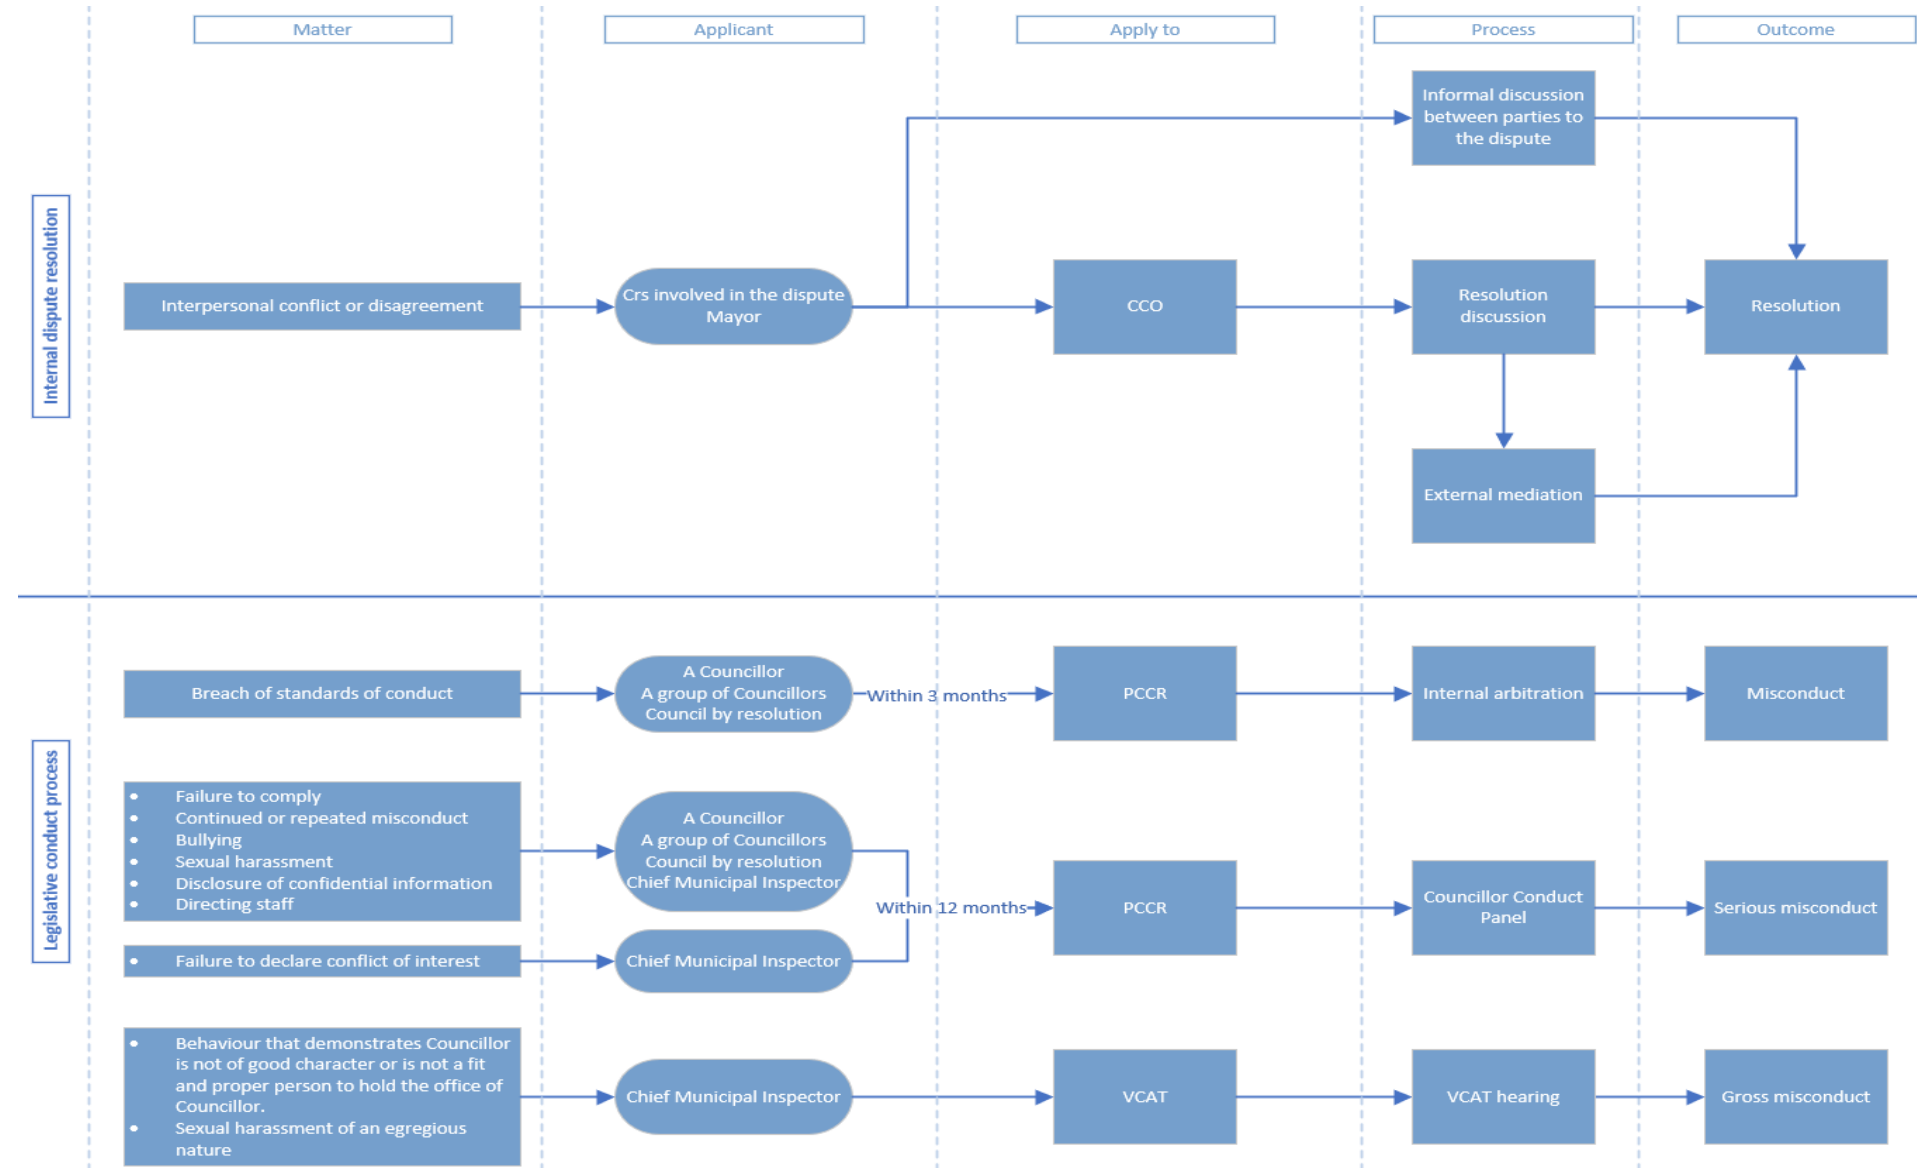 Matter
Applicant
Apply to
Process
Outcome
Internal dispute resolution
Informal discussion
between parties to
the dispute
Interpersonal conflict or disagreement
Crs involved in the dispute
Mayor
CCO
Resolution
discussion
Resolution
External mediation
Legislative conduct process
Breach of standards of conduct
A Councillor
A group of Councillors
Council by resolution
Within 3 months
PCCR
Internal arbitration
Misconduct
• Failure to comply
• Continued or repeated misconduct
• Bullying
• Sexual harassment
• Disclosure of confidential information
• Directing staff
A Councillor
A group of Councillors
Council by resolution
Chief Municipal Inspector
Within 12 months
PCCR
Councillor Conduct
Panel
Serious misconduct
• Failure to declare conflict of interest
Chief Municipal Inspector
• Behaviour that demonstrates Councillor
is not of good character or is not a fit
and proper person to hold the office of
Councillor.
• Sexual harassment of an egregious
nature
Chief Municipal Inspector
VCAT
VCAT hearing
Gross misconduct